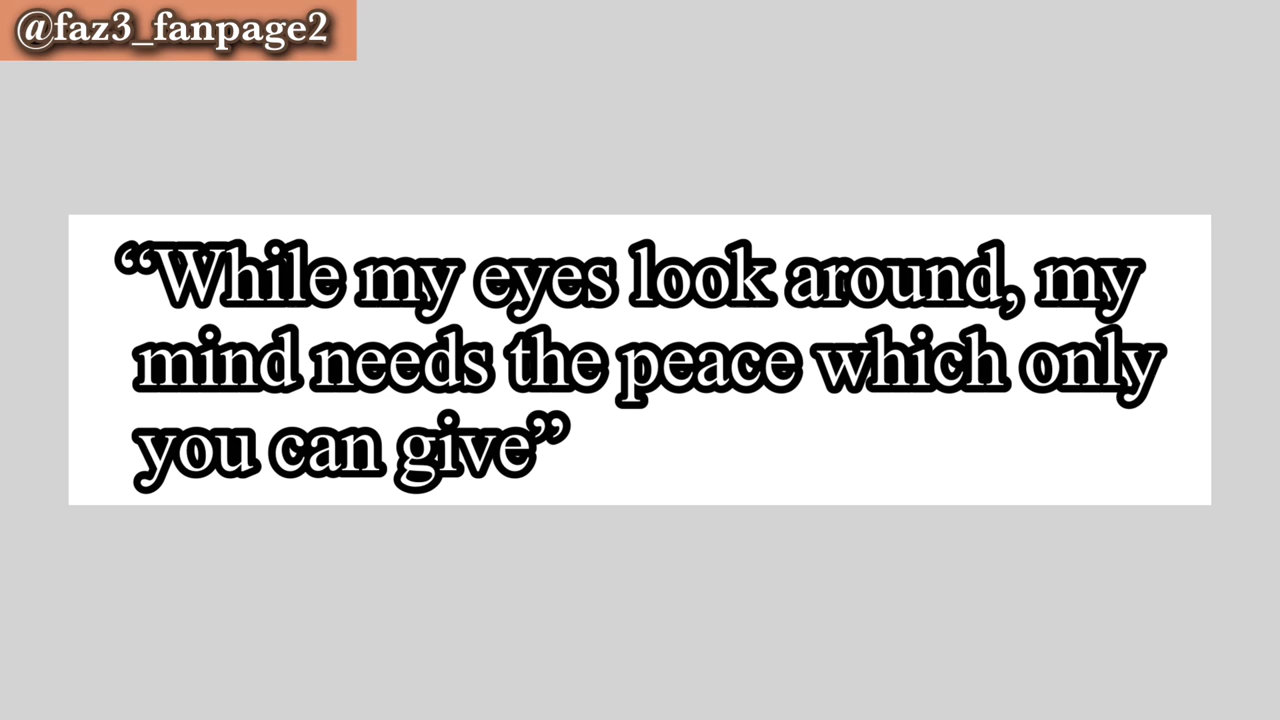 @faz3_fanpage2
“While my eyes look around, my
mind needs the peace which only
you can give”